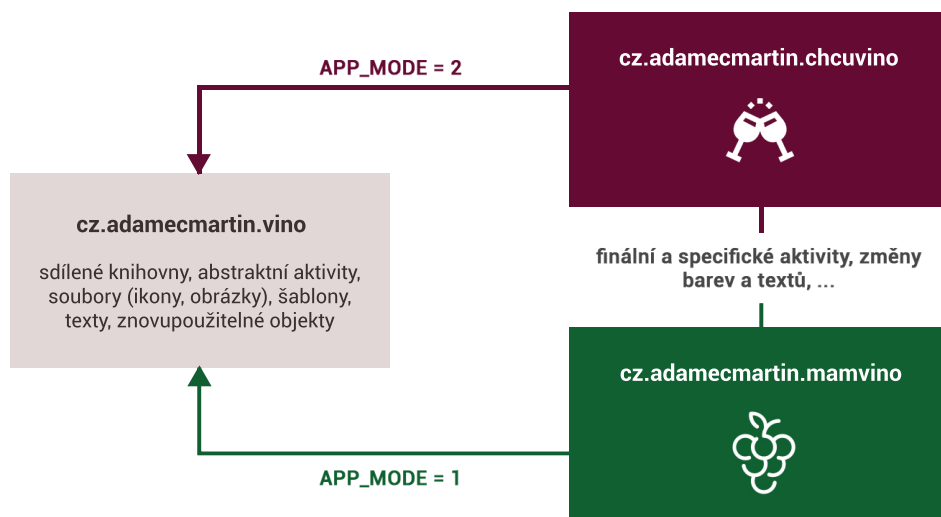 APP_MODE = 2
cz.adamecmartin.chcuvino
cz.adamecmartin.vino
sdílené knihovny, abstraktní aktivity,
soubory (ikony, obrázky), šablony,
texty, znovupoužitelné objekty
finální a specifické aktivity, změny
barev a textů, ...
cz.adamecmartin.mamvino
APP_MODE = 1